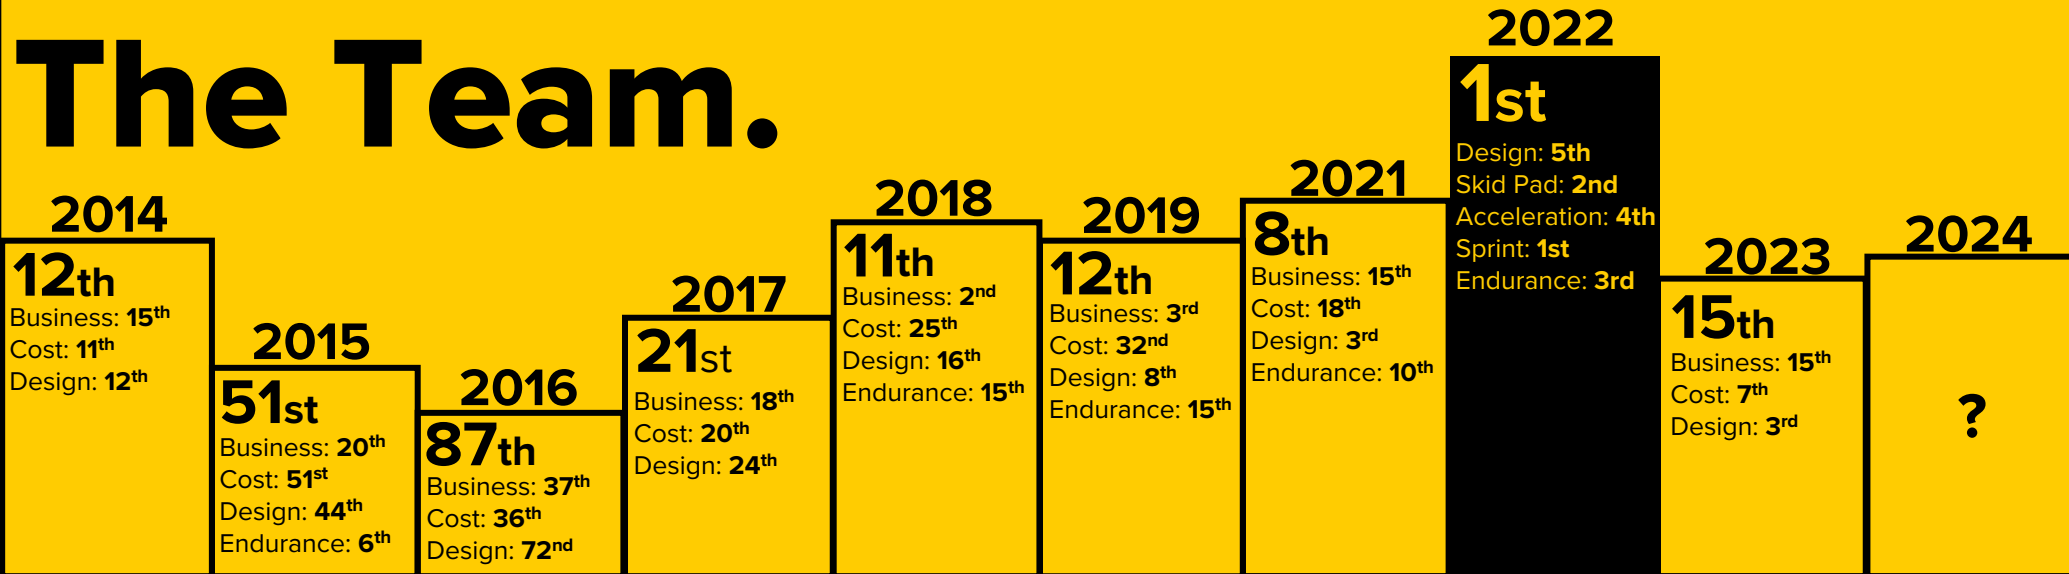 The Team.
2014
12th
Business: 15th
Cost: 11th
Design: 12th
2015
51st
Business: 20th
Cost: 51st
Design: 44th
Endurance: 6th
2016
87th
Business: 37th
Cost: 36th
Design: 72nd
2017
21st
Business: 18th
Cost: 20th
Design: 24th
2018
11th
Business: 2nd
Cost: 25th
Design: 16th
Endurance: 15th
2019
12th
Business: 3rd
Cost: 32nd
Design: 8th
Endurance: 15th
2021
8th
Business: 15th
Cost: 18th
Design: 3rd
Endurance: 10th
2022
1st
Design: 5th
Skid Pad: 2nd
Acceleration: 4th
Sprint: 1st
Endurance: 3rd
2023
15th
Business: 15th
Cost: 7th
Design: 3rd
2024
?